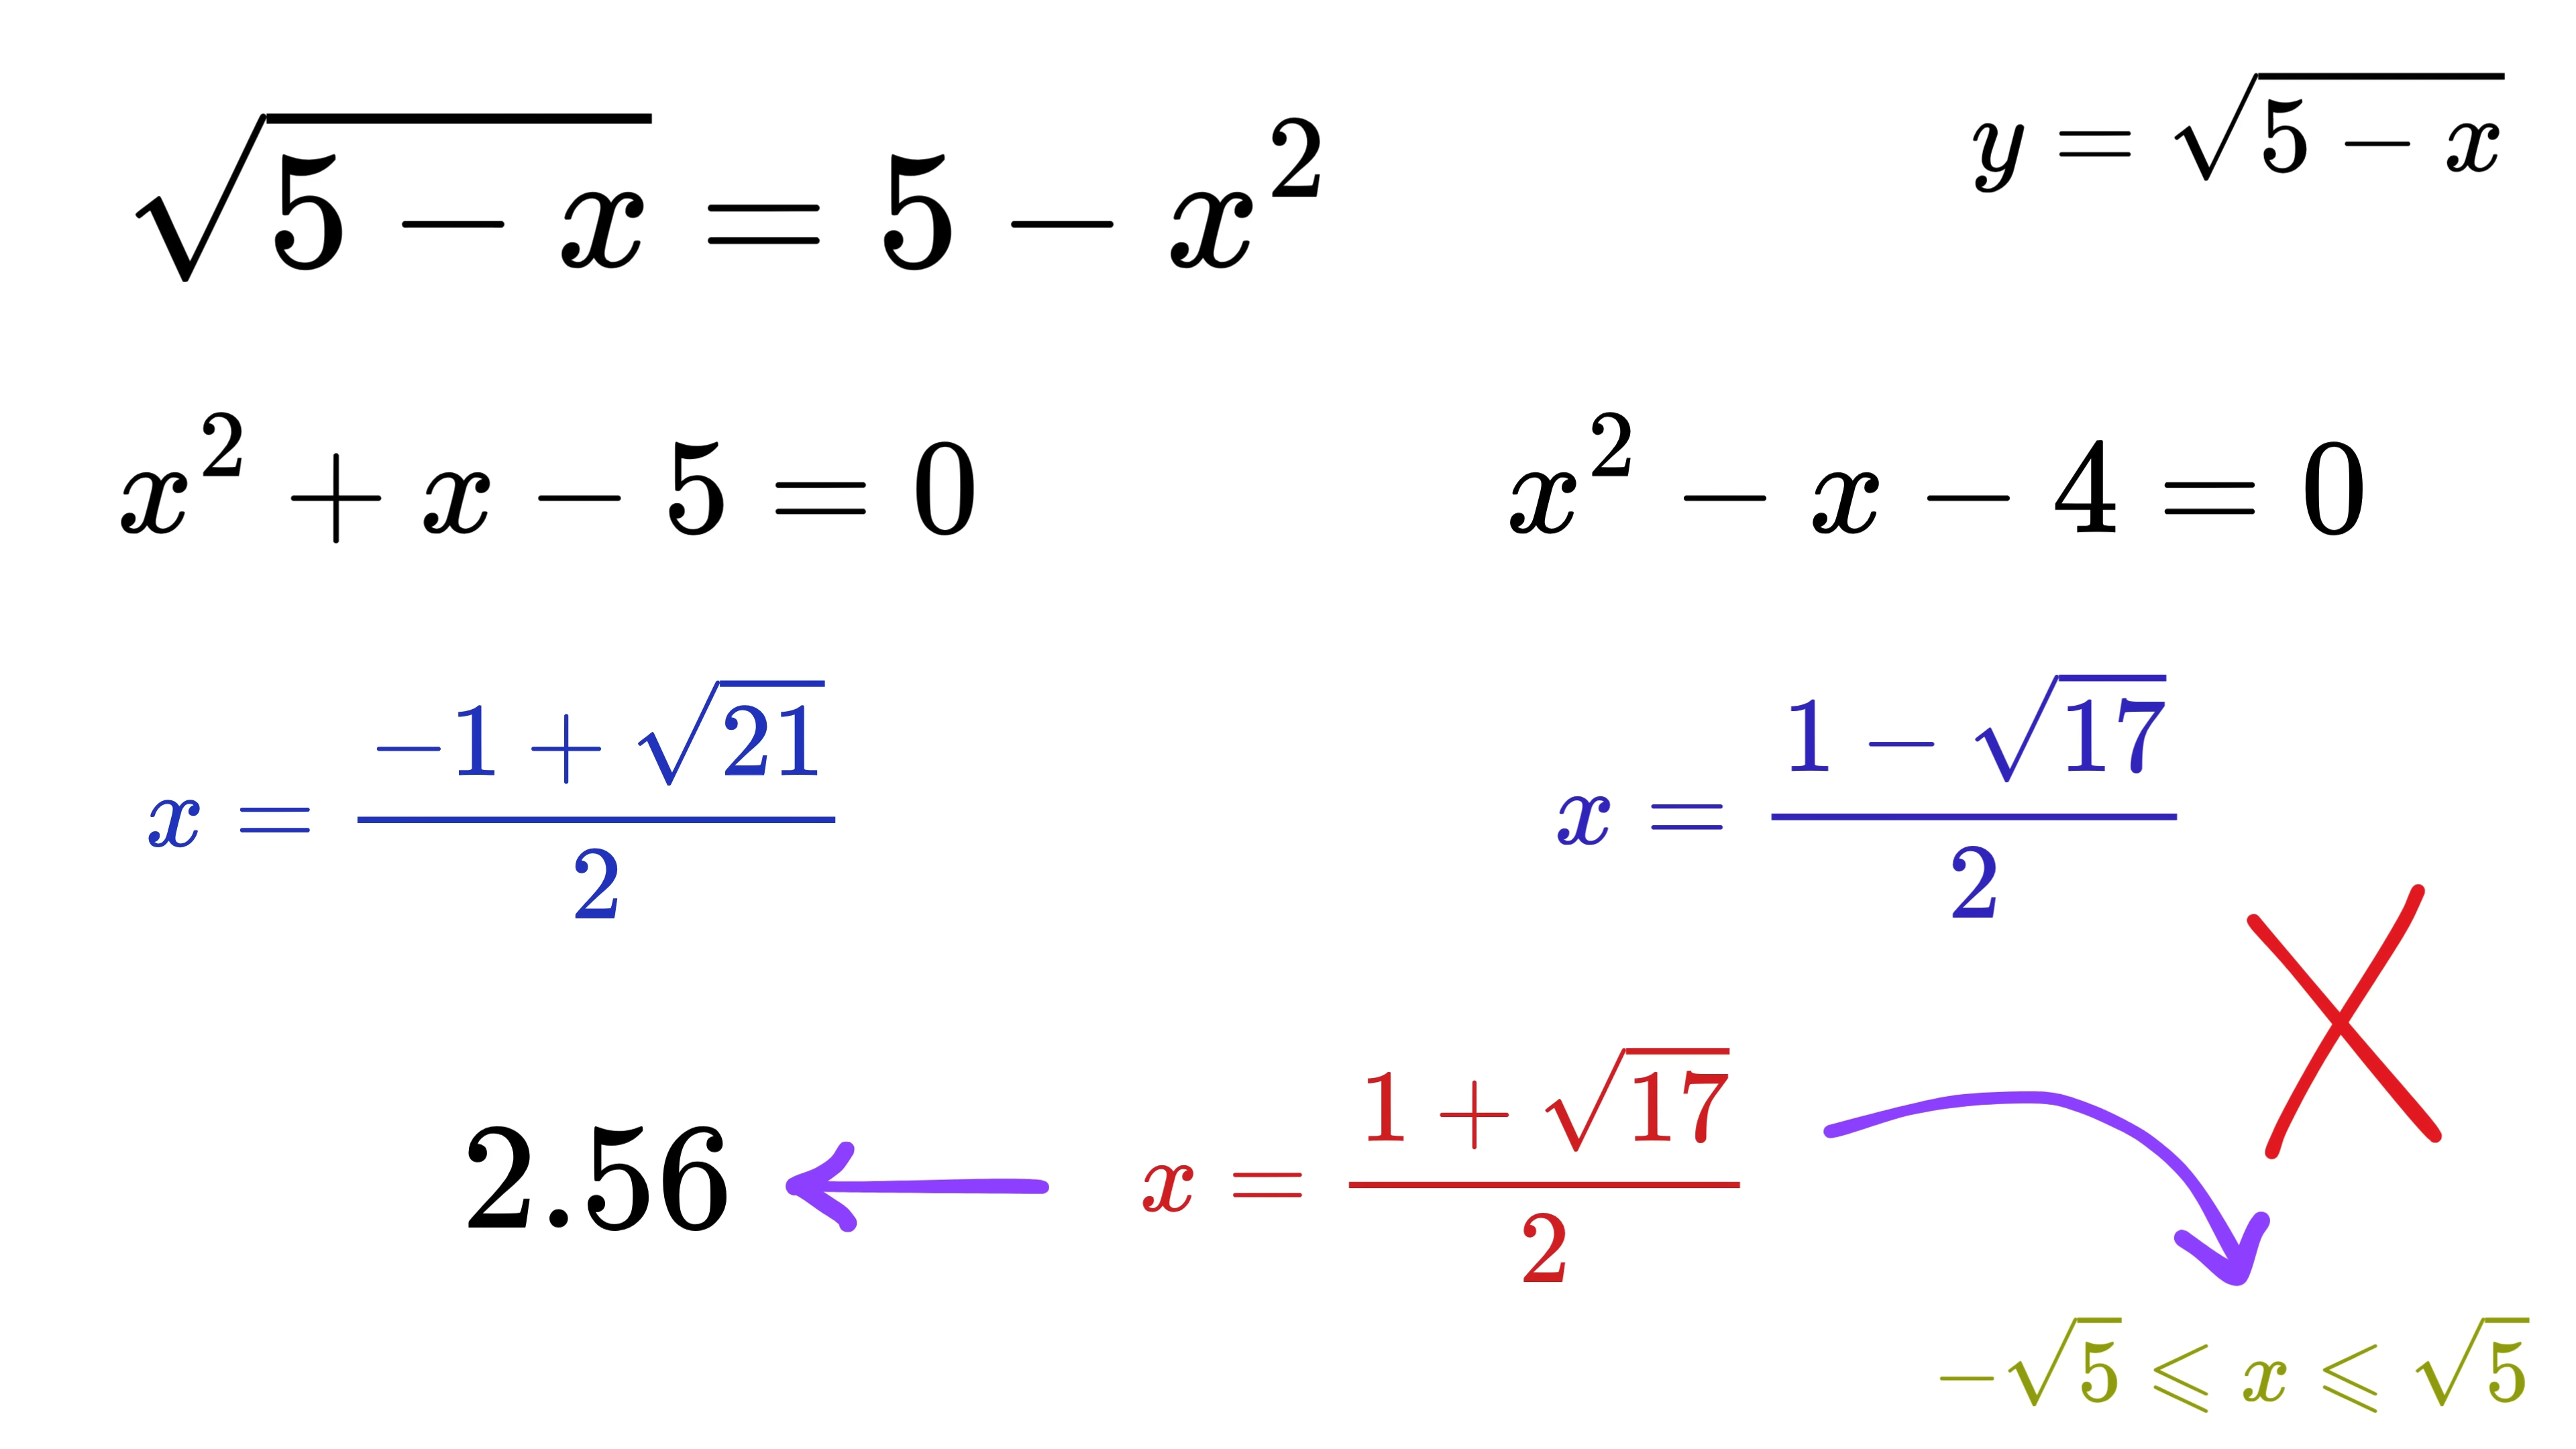 √(5 − x) = 5 − x²
y = √(5 − x)
x² + x − 5 = 0
x² − x − 4 = 0
x = (−1 + √21)/2
x = (1 − √17)/2
2.56
x = (1 + √17)/2
−√5 ⩽ x ⩽ √5